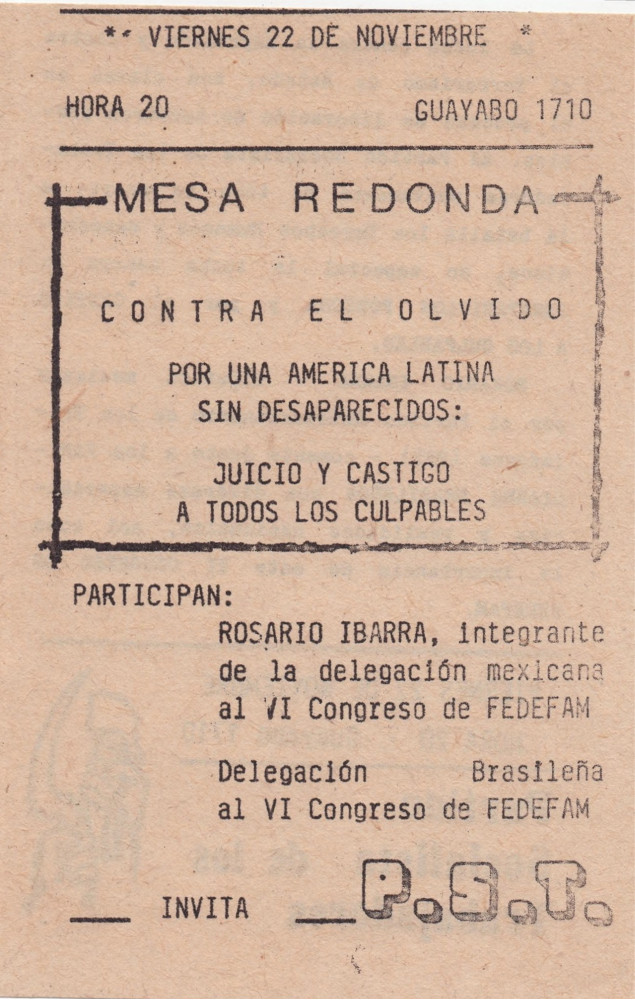 ** VIERNES 22 DE NOVIEMBRE *
HORA 20 GUAYABO 1710
MESA REDONDA
CONTRA EL OLVIDO
POR UNA AMERICA LATINA
SIN DESAPARECIDOS:
JUICIO Y CASTIGO
A TODOS LOS CULPABLES
PARTICIPAN:
ROSARIO IBARRA, integrante
de la delegación mexicana
al VI Congreso de FEDEFAM
Delegación Brasileña
al VI Congreso de FEDEFAM
___ INVITA ___ P.S.T.